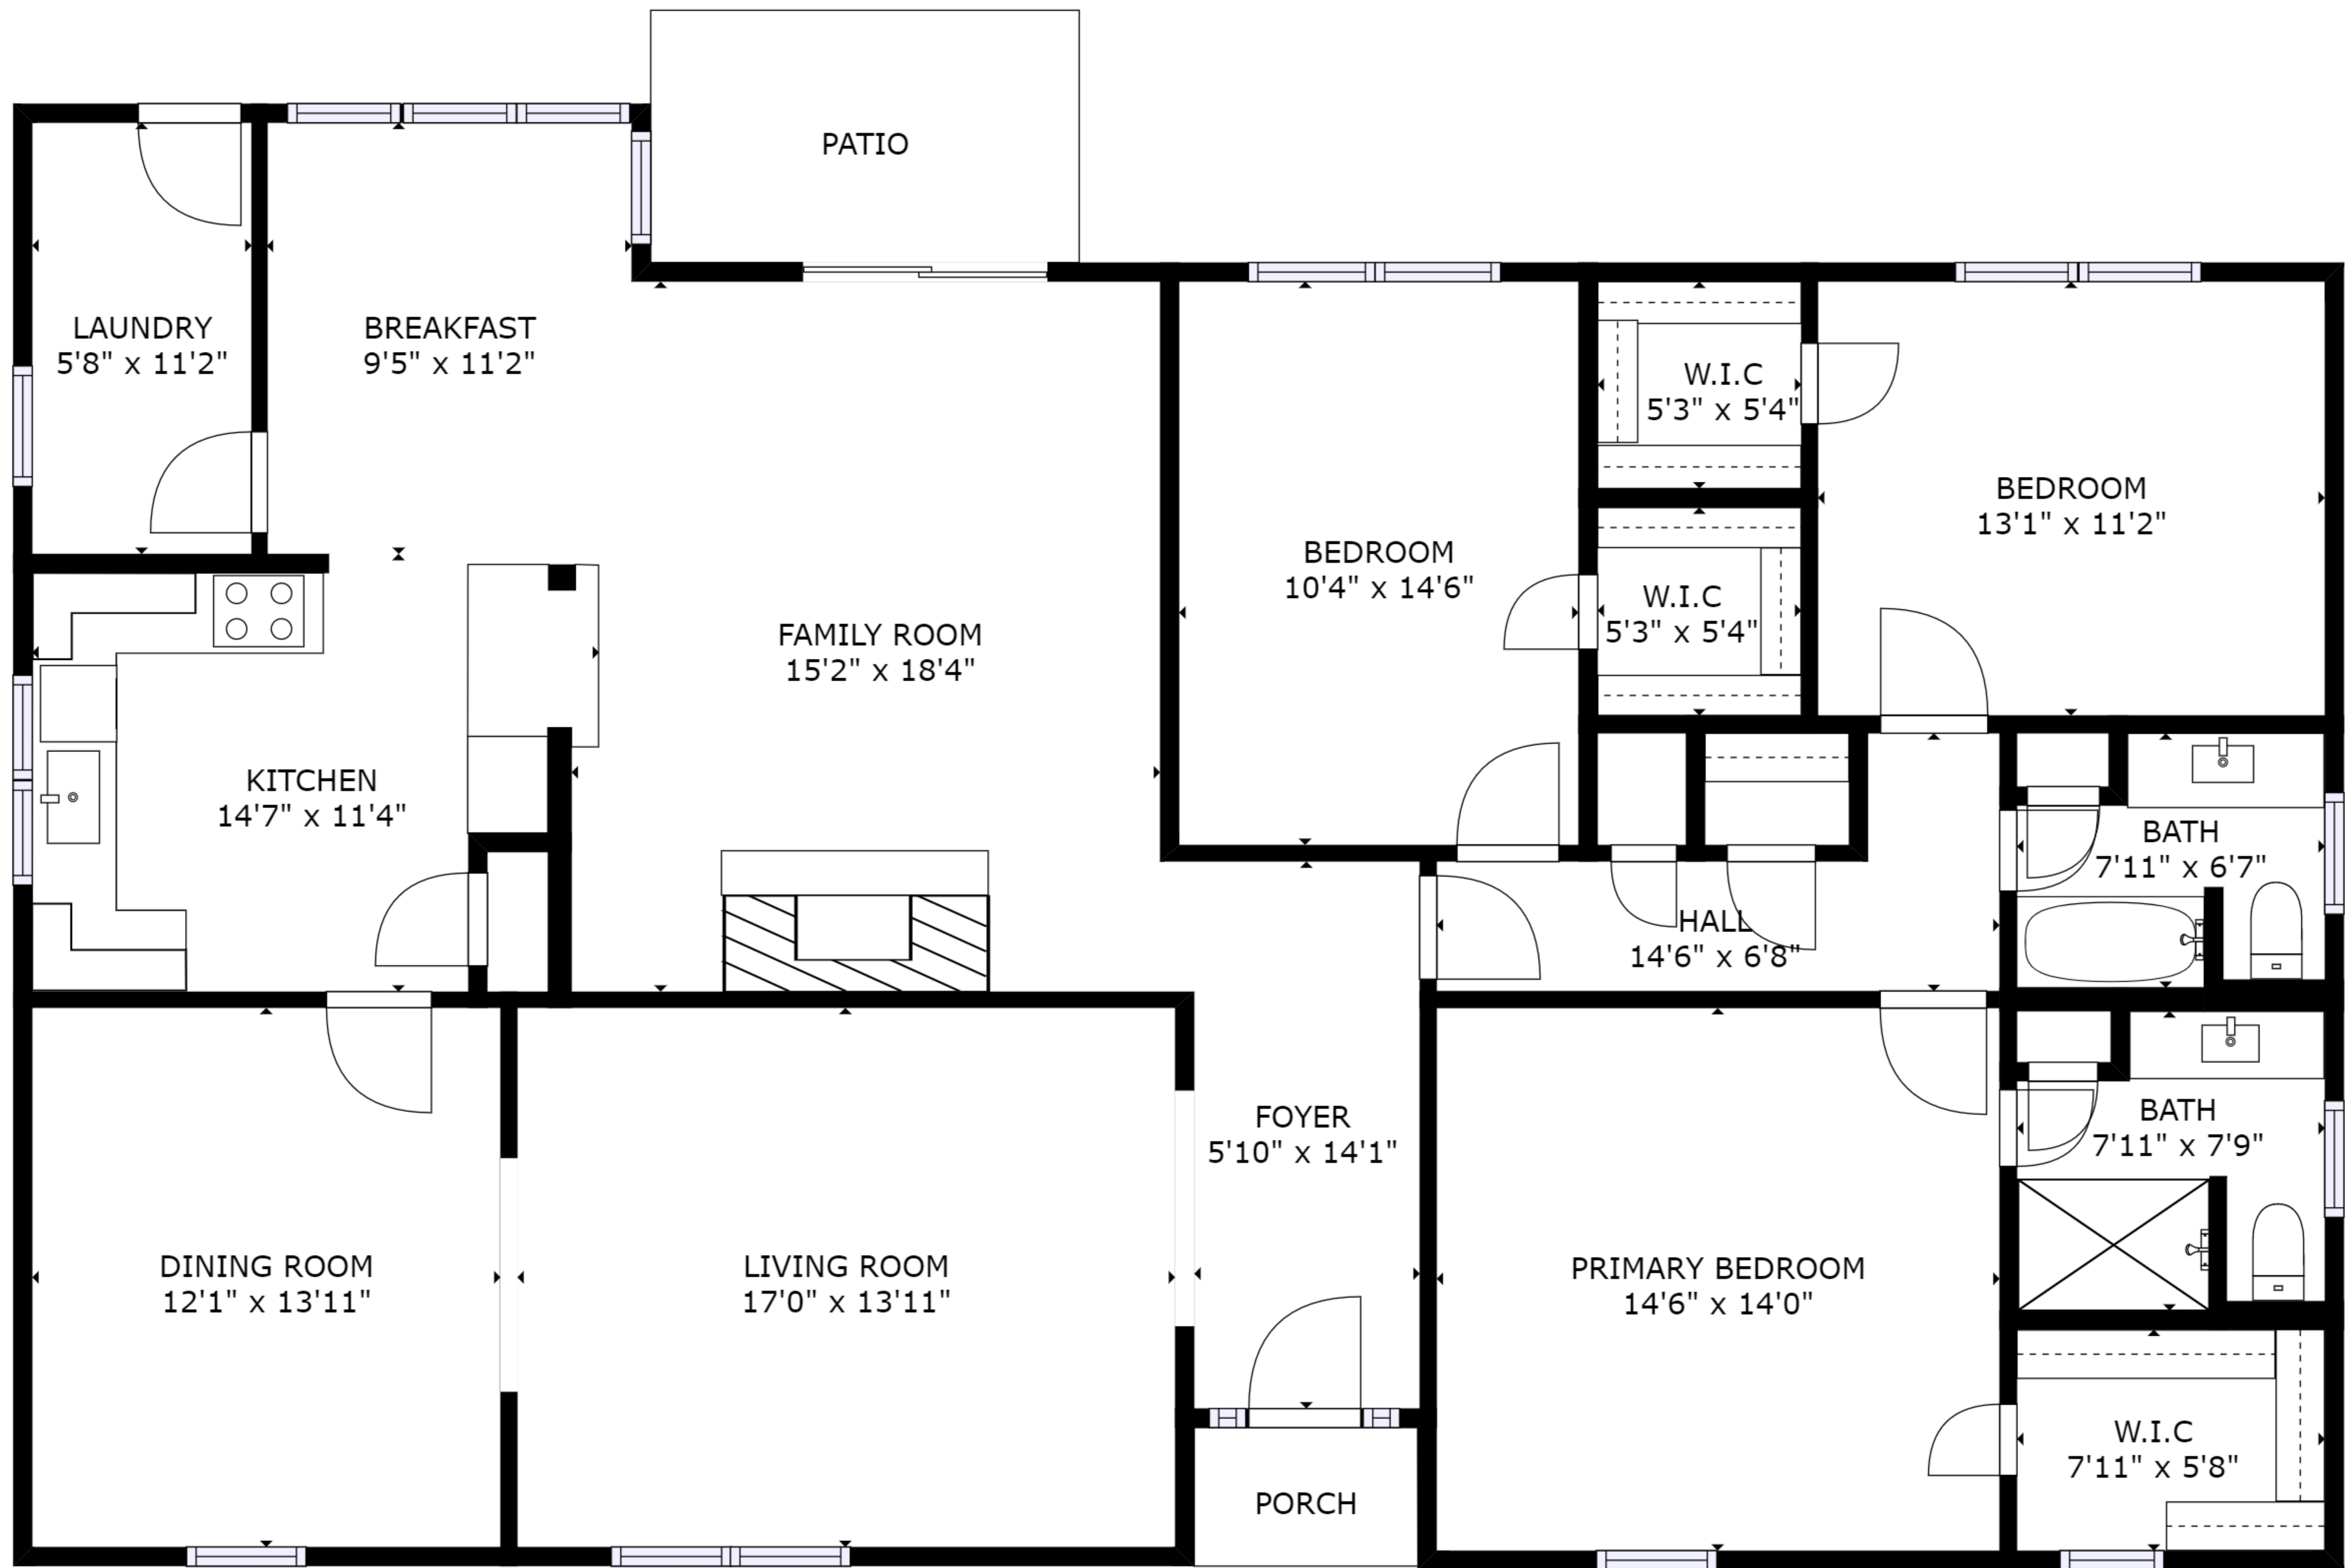 PATIO
LAUNDRY
5'8" x 11'2"
BREAKFAST
9'5" x 11'2"
W.I.C
5'3" x 5'4"
BEDROOM
13'1" x 11'2"
BEDROOM
10'4" x 14'6"
W.I.C
5'3" x 5'4"
FAMILY ROOM
15'2" x 18'4"
KITCHEN
14'7" x 11'4"
BATH
7'11" x 6'7"
HALL
14'6" x 6'8"
FOYER
5'10" x 14'1"
BATH
7'11" x 7'9"
DINING ROOM
12'1" x 13'11"
LIVING ROOM
17'0" x 13'11"
PRIMARY BEDROOM
14'6" x 14'0"
W.I.C
7'11" x 5'8"
PORCH